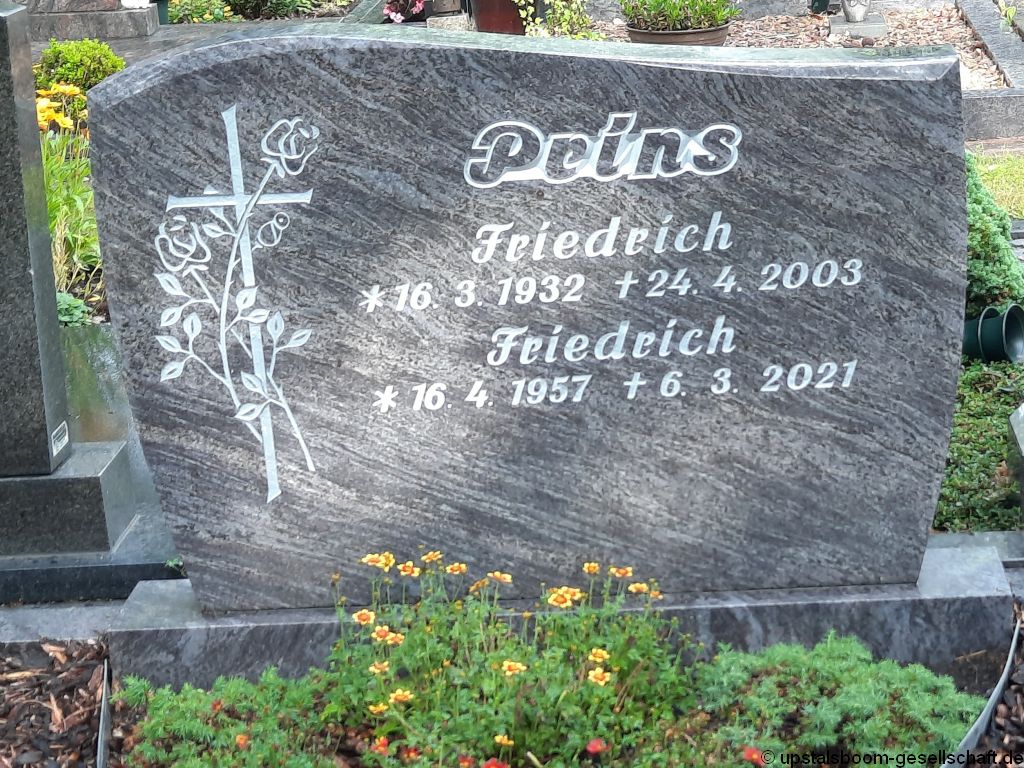 Prins
Friedrich
*16. 3. 1932 †24. 4. 2003
Friedrich
*16. 4. 1957 †6. 3. 2021
© upstalsboom-gesellschaft.de